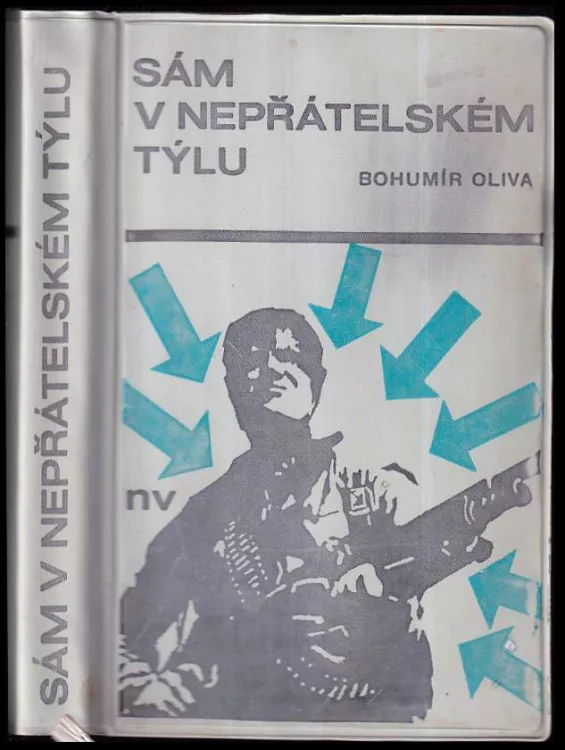 SÁM V NEPŘÁTELSKÉM TÝLU
SÁM
V NEPŘÁTELSKÉM
TÝLU
BOHUMÍR OLIVA
nv